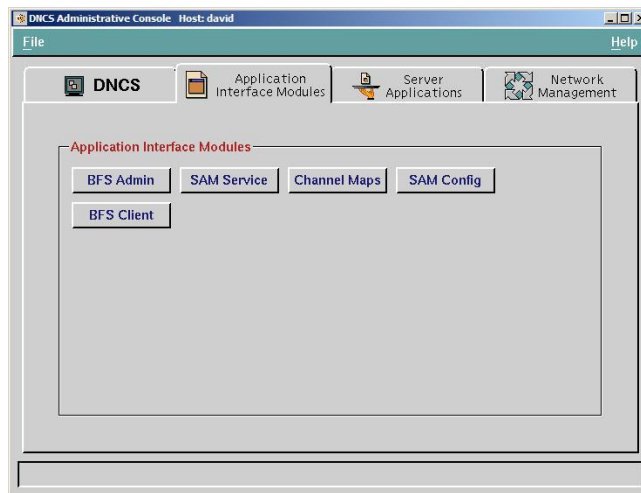 DNCS Administrative Console Host: david
File Help
DNCS
Application Interface Modules
Server Applications
Network Management
Application Interface Modules
BFS Admin SAM Service Channel Maps SAM Config
BFS Client